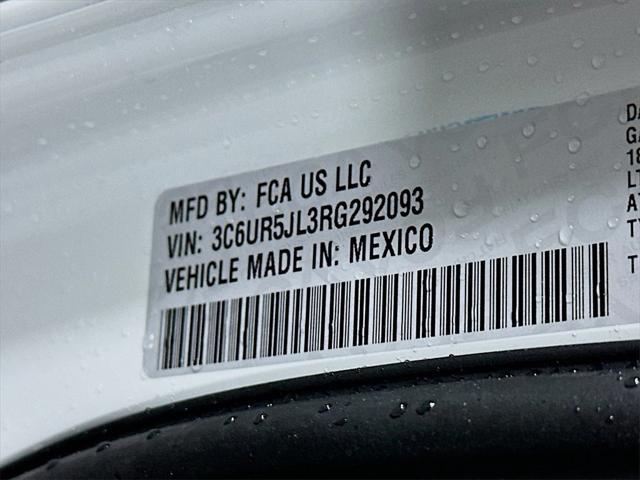 MFD BY: FCA US LLC
VIN: 3C6UR5JL3RG292093
VEHICLE MADE IN: MEXICO